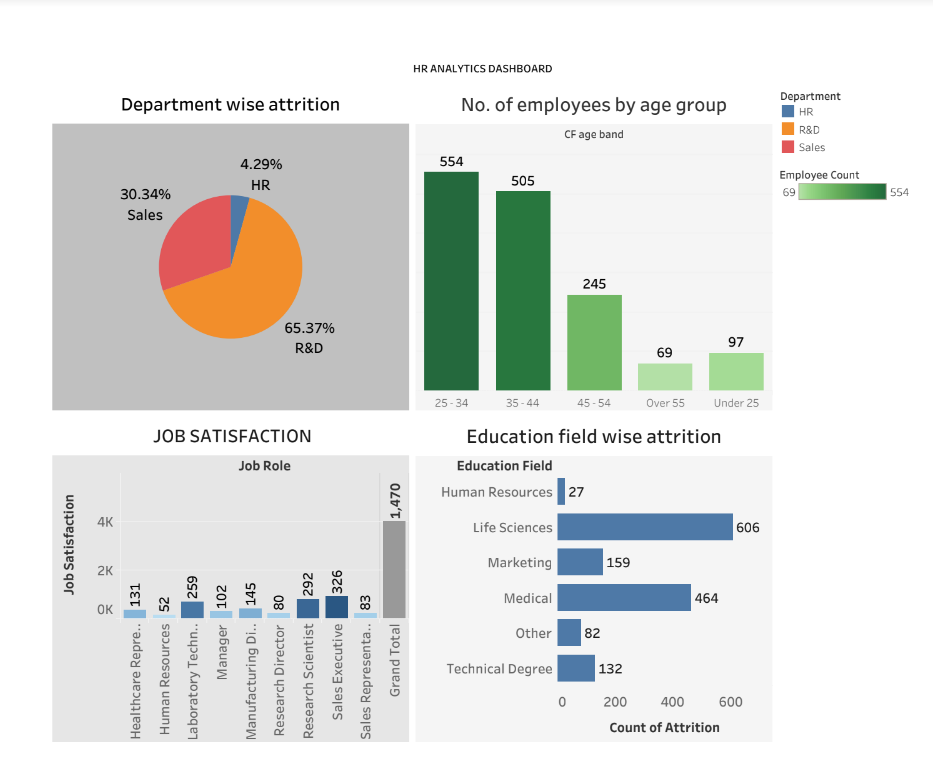 HR ANALYTICS DASHBOARD
Department wise attrition
4.29%
HR
30.34%
Sales
65.37%
R&D
No. of employees by age group
CF age band
554
505
245
69
97
25 - 34
35 - 44
45 - 54
Over 55
Under 25
Department
HR
R&D
Sales
Employee Count
69
554
JOB SATISFACTION
Job Role
Job Satisfaction
4K
2K
0K
131
52
259
102
145
80
292
326
83
1,470
Healthcare Repre..
Human Resources
Laboratory Techn..
Manager
Manufacturing Di..
Research Director
Research Scientist
Sales Executive
Sales Representa..
Grand Total
Education field wise attrition
Education Field
Human Resources 27
Life Sciences 606
Marketing 159
Medical 464
Other 82
Technical Degree 132
0 200 400 600
Count of Attrition